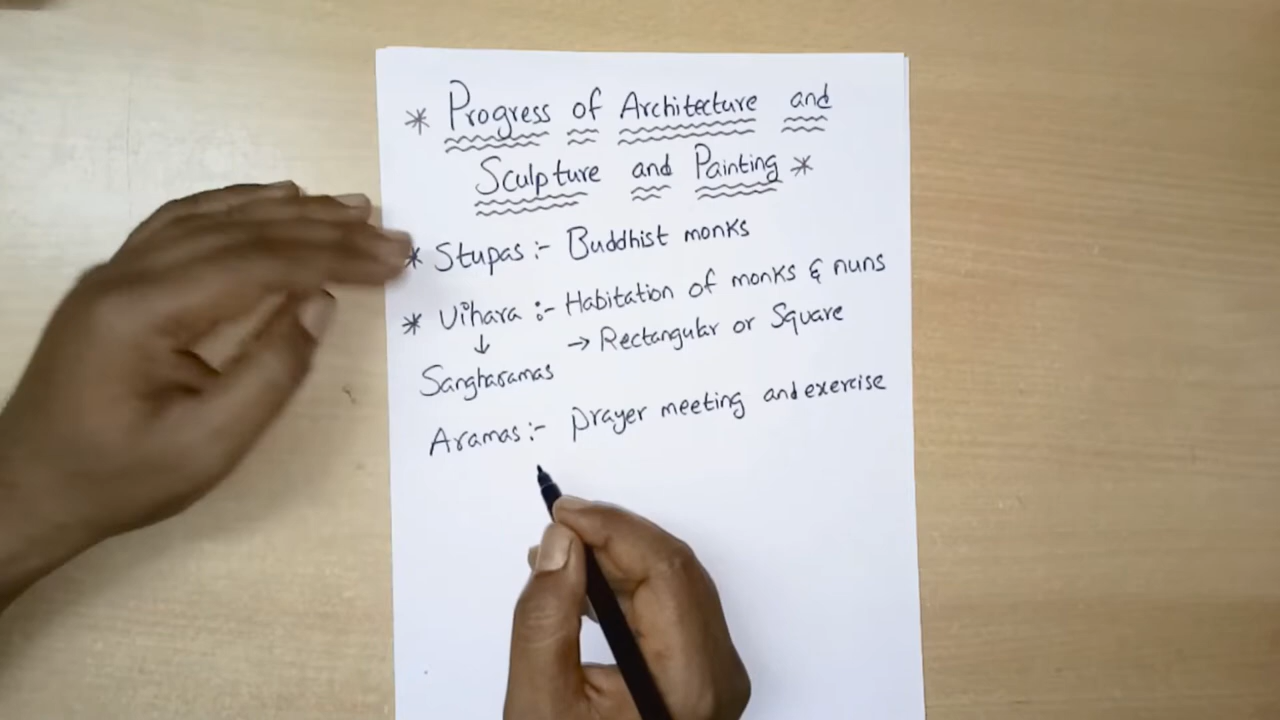 * Progress of Architecture and
Sculpture and Painting *
* Stupas :- Buddhist monks
* Vihara :- Habitation of monks & nuns
↓ → Rectangular or Square
Sangharamas
Aramas :- prayer meeting and exercise